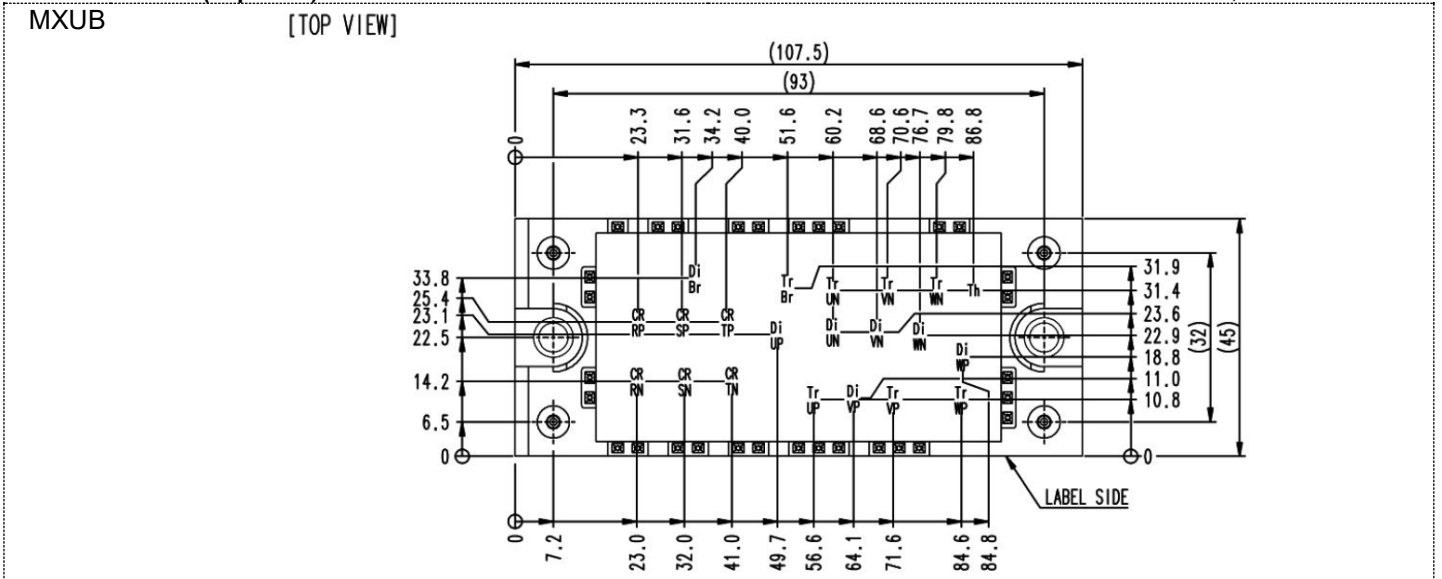 MXUB
[TOP VIEW]
(107.5)
(93)
0
23.3
31.6
34.2
40.0
51.6
60.2
68.6
70.6
76.7
79.8
86.8
33.8
25.4
23.1
22.5
14.2
6.5
0
Di
Br
Tr
Br
Tr
UN
Tr
VN
Tr
WN
Th
CR
RP
CR
SP
CR
TP
Di
UP
Di
UN
Di
VN
Di
WN
Di
WP
CR
RN
CR
SN
CR
TN
Tr
UP
Di
VP
Tr
VP
Tr
WP
31.9
31.4
23.6
22.9
18.8
11.0
10.8
0
(32)
(45)
LABEL SIDE
0
7.2
23.0
32.0
41.0
49.7
56.6
64.1
71.6
84.6
84.8